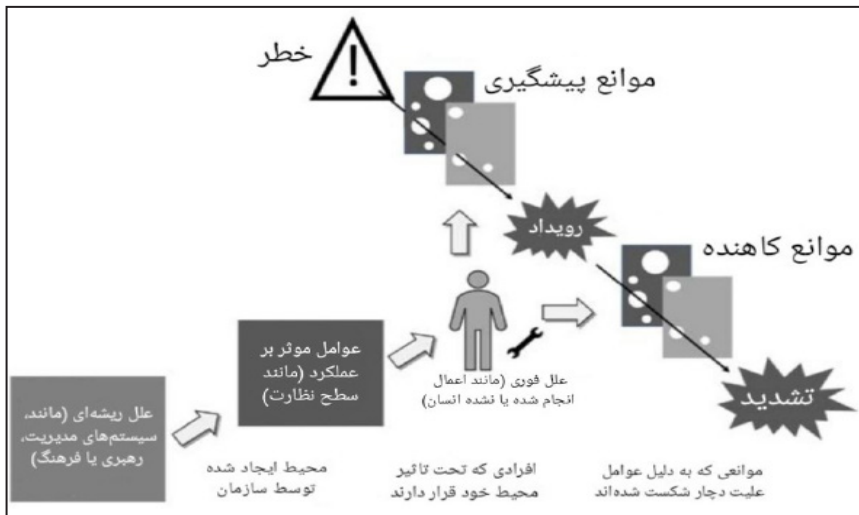 خطر
!
موانع پیشگیری
رویداد
موانع کاهنده
تشدید
عوامل موثر بر
عملکرد (مانند
سطح نظارت)
علل فوری (مانند اعمال
انجام شده یا نشده انسان)
علل ریشه‌ای (مانند،
سیستم‌های مدیریت،
رهبری یا فرهنگ)
محیط ایجاد شده
توسط سازمان
افرادی که تحت تاثیر
محیط خود قرار دارند
موانعی که به دلیل عوامل
علیت دچار شکست شده‌اند